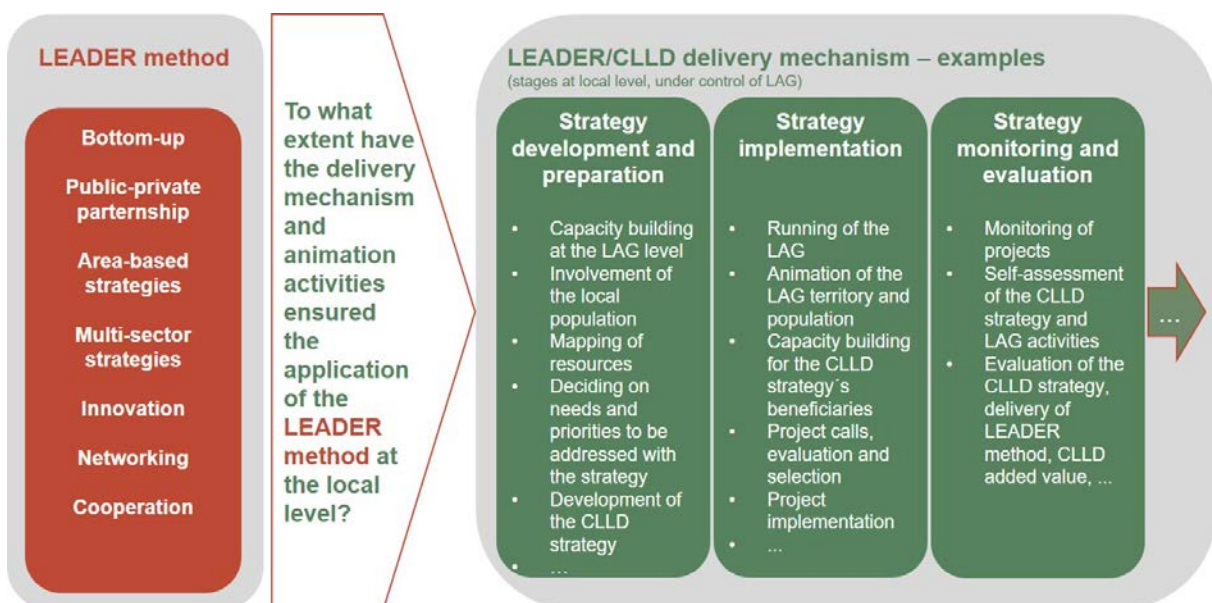 LEADER method
Bottom-up
Public-private
parternship
Area-based
strategies
Multi-sector
strategies
Innovation
Networking
Cooperation
To what
extent have
the delivery
mechanism
and
animation
activities
ensured
the
application
of the
LEADER
method at
the local
level?
LEADER/CLLD delivery mechanism – examples
(stages at local level, under control of LAG)
Strategy
development and
preparation
• Capacity building
at the LAG level
• Involvement of
the local
population
• Mapping of
resources
• Deciding on
needs and
priorities to be
addressed with
the strategy
• Development of
the CLLD
strategy
• ...
Strategy
implementation
• Running of the
LAG
• Animation of the
LAG territory and
population
• Capacity building
for the CLLD
strategy´s
beneficiaries
• Project calls,
evaluation and
selection
• Project
implementation
• ...
Strategy
monitoring and
evaluation
• Monitoring of
projects
• Self-assessment
of the CLLD
strategy and
LAG activities
• Evaluation of the
CLLD strategy,
delivery of
LEADER
method, CLLD
added value, ...
...